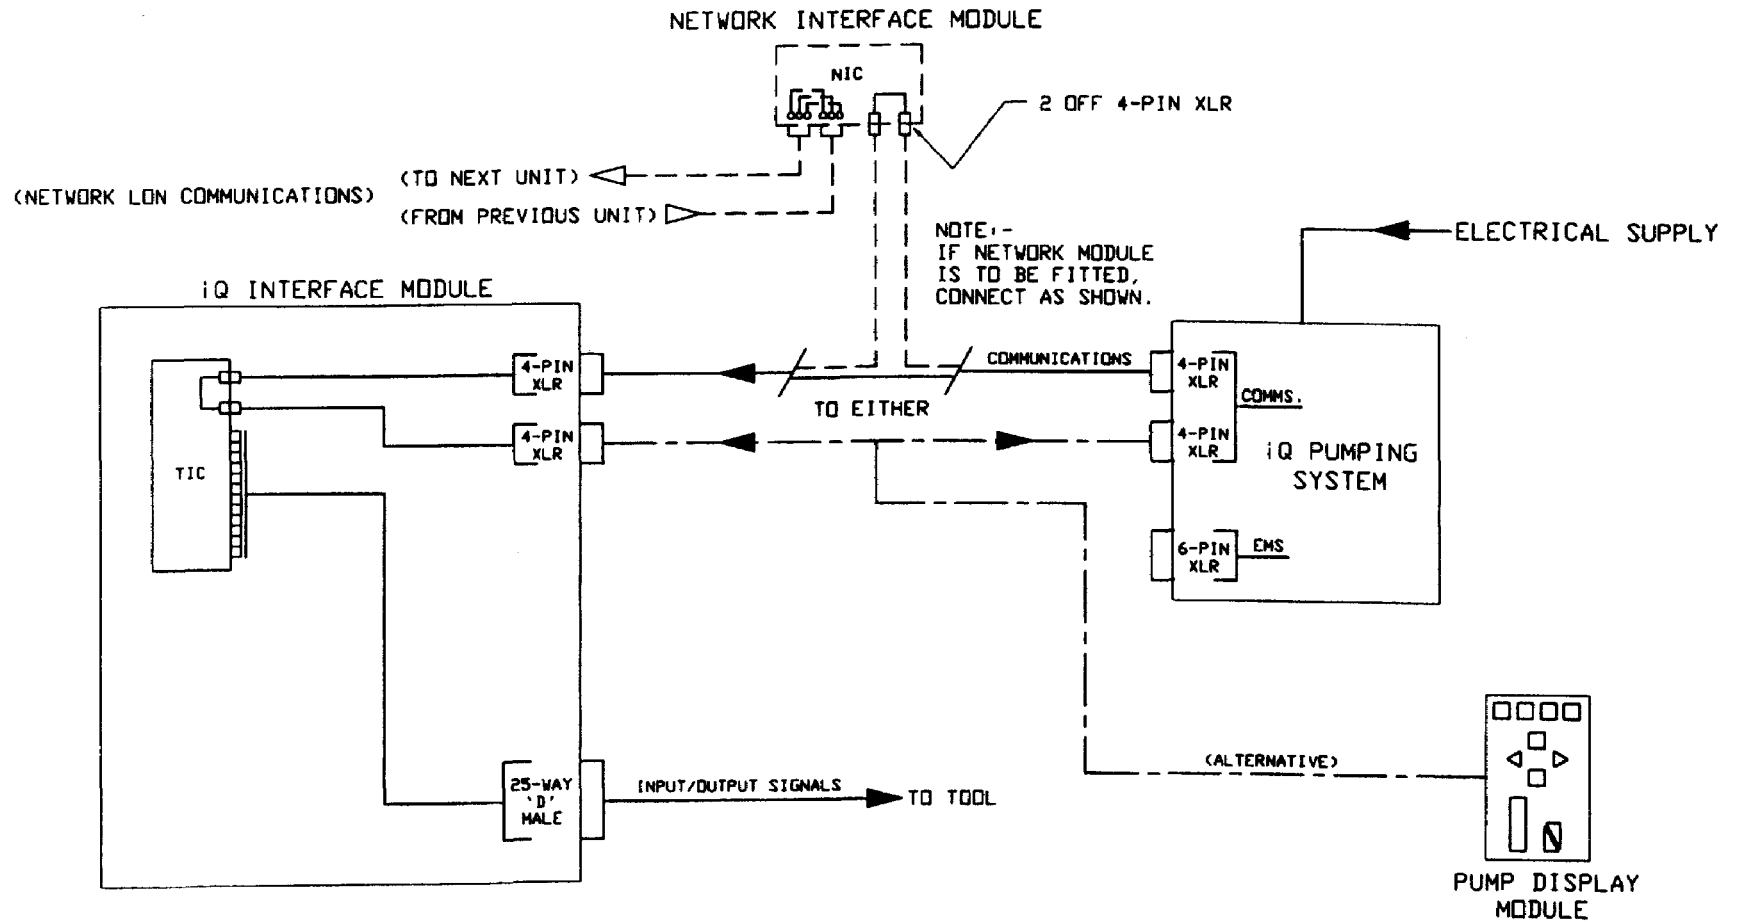 NETWORK INTERFACE MODULE
NIC
2 OFF 4-PIN XLR
(NETWORK LON COMMUNICATIONS)
(TO NEXT UNIT)
(FROM PREVIOUS UNIT)
NOTE:-
IF NETWORK MODULE
IS TO BE FITTED,
CONNECT AS SHOWN.
ELECTRICAL SUPPLY
iQ INTERFACE MODULE
4-PIN
XLR
COMMUNICATIONS
4-PIN
XLR
COMMS.
TO EITHER
4-PIN
XLR
4-PIN
XLR
iQ PUMPING
SYSTEM
TIC
6-PIN
XLR
EMS
(ALTERNATIVE)
25-WAY
'D'
MALE
INPUT/OUTPUT SIGNALS
TO TOOL
PUMP DISPLAY
MODULE